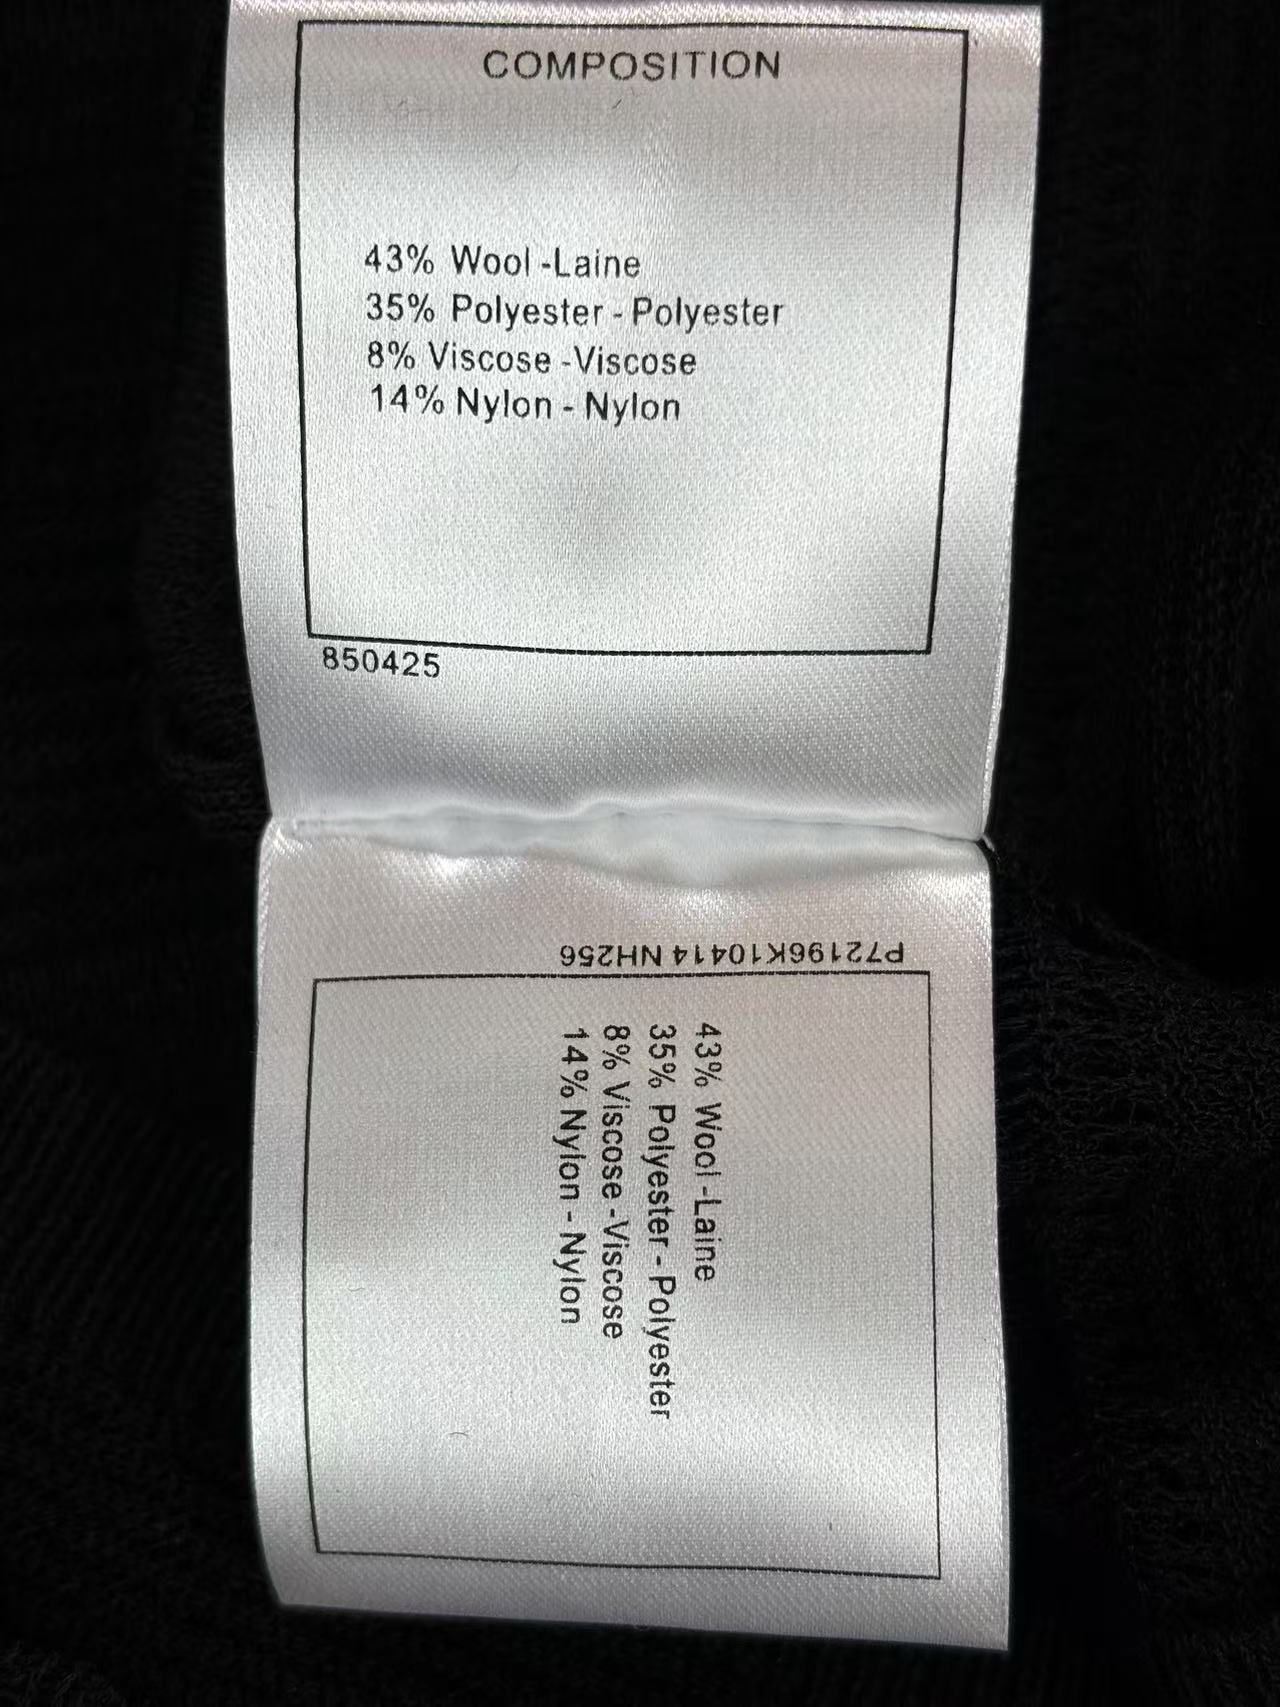 COMPOSITION
43% Wool -Laine
35% Polyester - Polyester
8% Viscose -Viscose
14% Nylon - Nylon
850425
P72196K10414 NH256
43% Wool -Laine
35% Polyester - Polyester
8% Viscose -Viscose
14% Nylon - Nylon